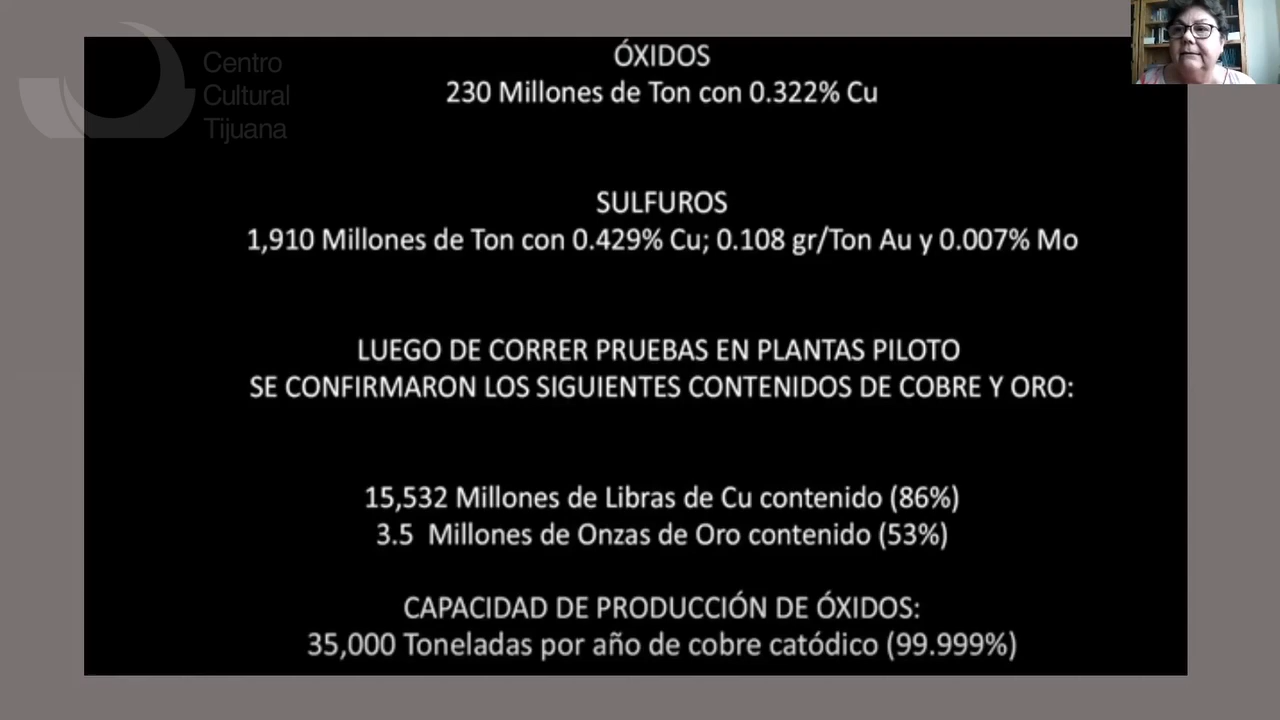 Centro
Cultural
Tijuana
ÓXIDOS
230 Millones de Ton con 0.322% Cu
SULFUROS
1,910 Millones de Ton con 0.429% Cu; 0.108 gr/Ton Au y 0.007% Mo
LUEGO DE CORRER PRUEBAS EN PLANTAS PILOTO
SE CONFIRMARON LOS SIGUIENTES CONTENIDOS DE COBRE Y ORO:
15,532 Millones de Libras de Cu contenido (86%)
3.5  Millones de Onzas de Oro contenido (53%)
CAPACIDAD DE PRODUCCIÓN DE ÓXIDOS:
35,000 Toneladas por año de cobre catódico (99.999%)